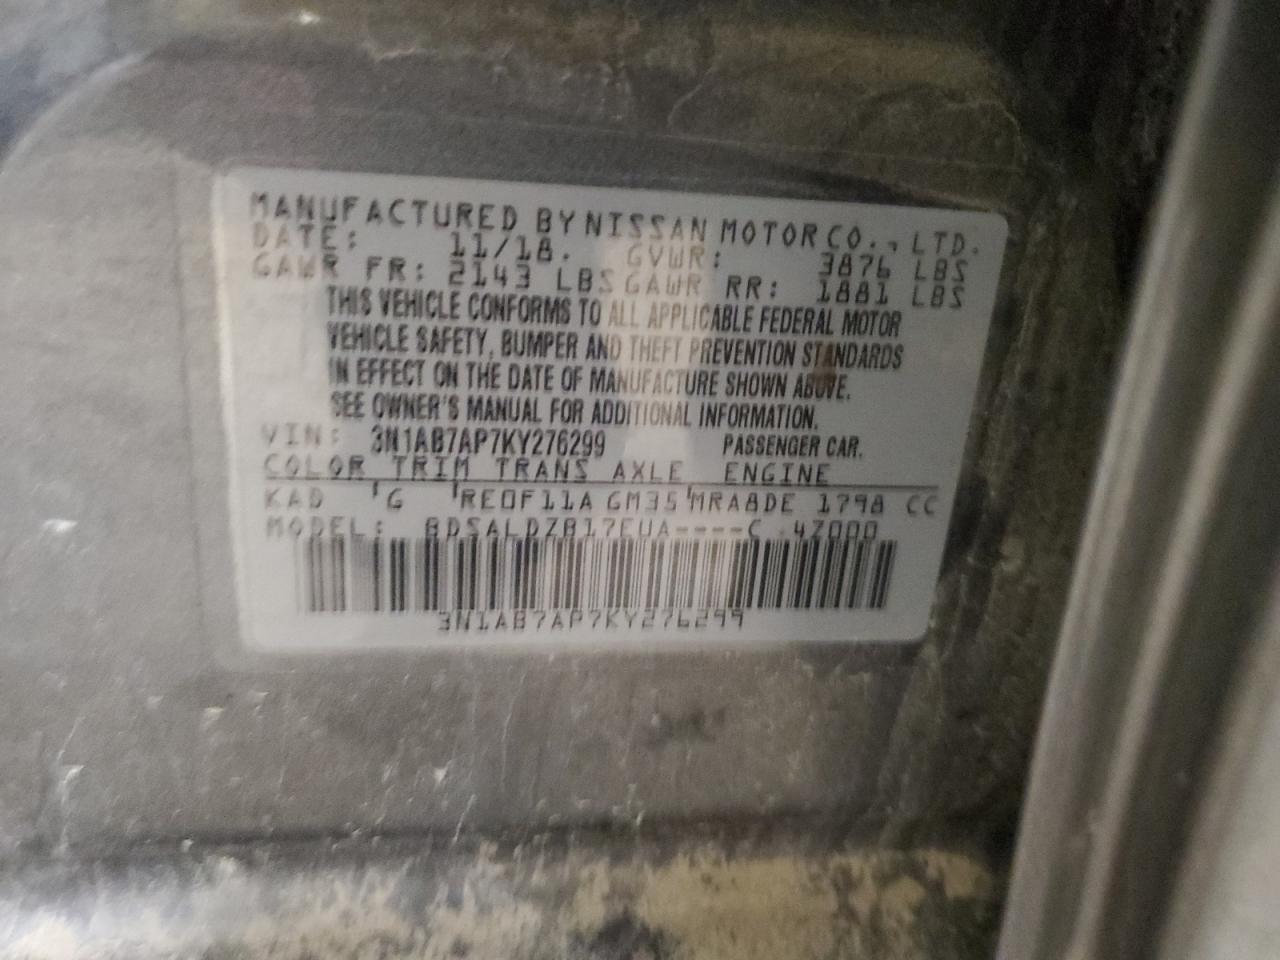 MANUFACTURED BY NISSAN MOTOR CO., LTD.
DATE: 11/18. GVWR: 3876 LBS
GAWR FR: 2143 LBS GAWR RR: 1881 LBS
THIS VEHICLE CONFORMS TO ALL APPLICABLE FEDERAL MOTOR
VEHICLE SAFETY, BUMPER AND THEFT PREVENTION STANDARDS
IN EFFECT ON THE DATE OF MANUFACTURE SHOWN ABOVE.
SEE OWNER'S MANUAL FOR ADDITIONAL INFORMATION.
VIN: 3N1AB7AP7KY276299 PASSENGER CAR.
COLOR TRIM TRANS AXLE ENGINE
KAD G RE0F11A GM35 MRA8DE 1798 CC
MODEL: BDSALDZB17EUA----C 4Z000
3N1AB7AP7KY276299